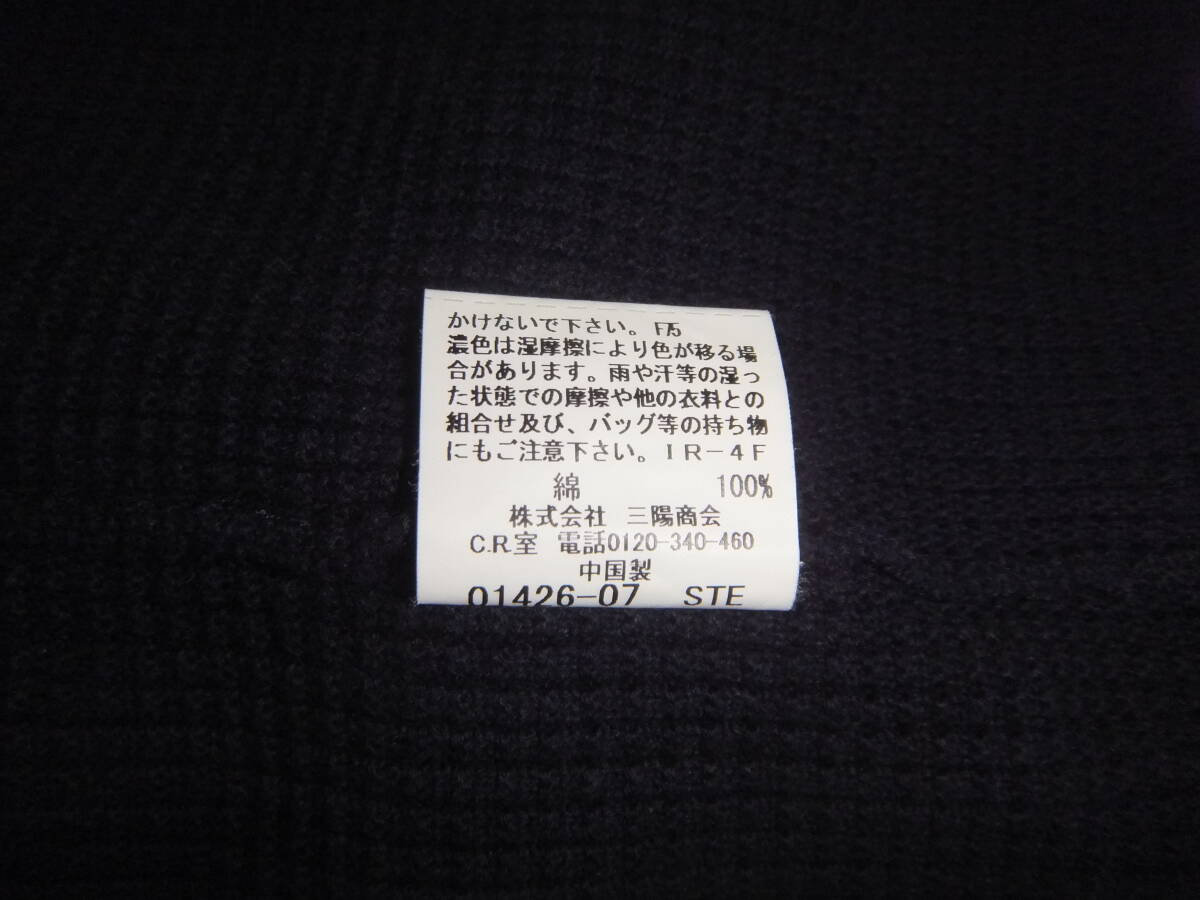 かけないで下さい。F75
濃色は湿摩擦により色が移る場
合があります。雨や汗等の湿っ
た状態での摩擦や他の衣料との
組合せ及び、バッグ等の持ち物
にもご注意下さい。IR-4F
綿 100%
株式会社 三陽商会
C.R.室 電話0120-340-460
中国製
01426-07 STE